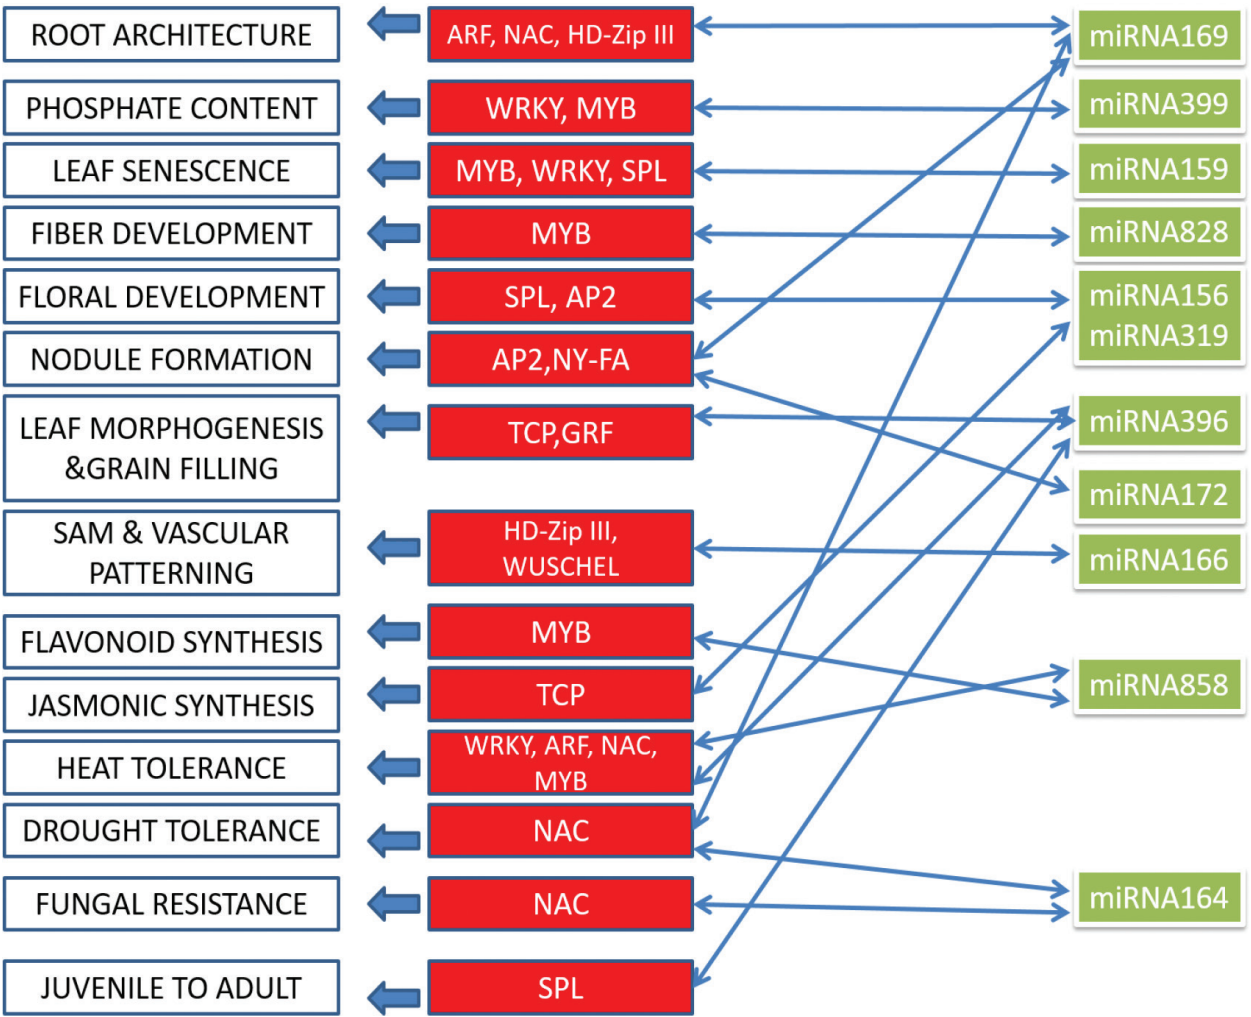 ROOT ARCHITECTURE
ARF, NAC, HD-Zip III
miRNA169
PHOSPHATE CONTENT
WRKY, MYB
miRNA399
LEAF SENESCENCE
MYB, WRKY, SPL
miRNA159
FIBER DEVELOPMENT
MYB
miRNA828
FLORAL DEVELOPMENT
SPL, AP2
miRNA156
miRNA319
NODULE FORMATION
AP2,NY-FA
LEAF MORPHOGENESIS
&GRAIN FILLING
TCP,GRF
miRNA396
miRNA172
SAM & VASCULAR
PATTERNING
HD-Zip III,
WUSCHEL
miRNA166
FLAVONOID SYNTHESIS
MYB
JASMONIC SYNTHESIS
TCP
miRNA858
HEAT TOLERANCE
WRKY, ARF, NAC,
MYB
DROUGHT TOLERANCE
NAC
FUNGAL RESISTANCE
NAC
miRNA164
JUVENILE TO ADULT
SPL